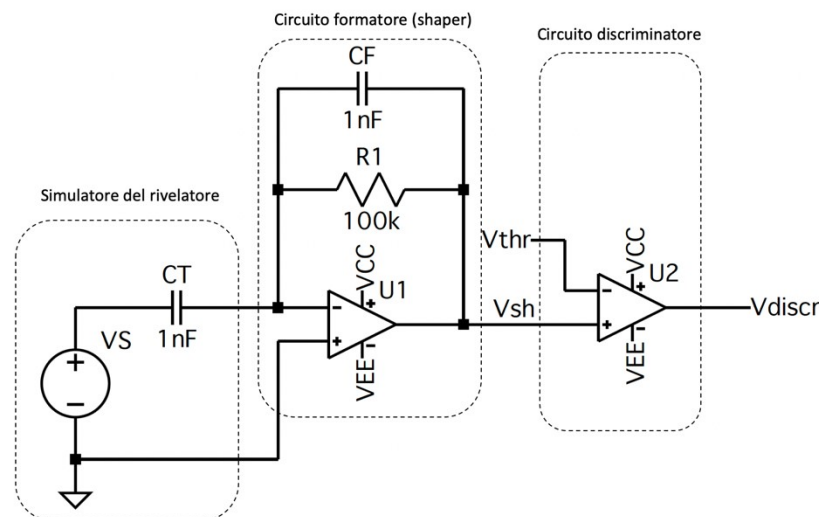 Circuito formatore (shaper)
Circuito discriminatore
CF
1nF
R1
100k
Simulatore del rivelatore
CT
1nF
VS
+
−
VCC
U1
+
-
+
-
VEE
Vthr
Vsh
VCC
U2
+
-
+
-
VEE
Vdiscr